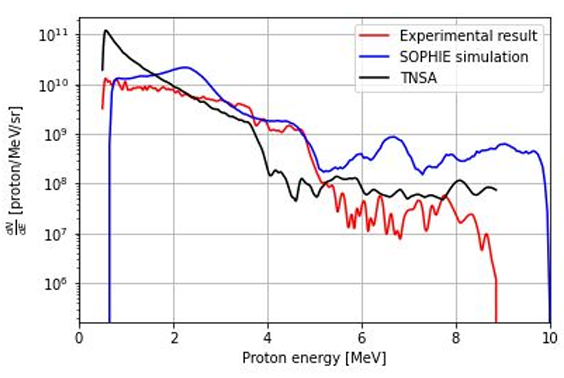 Experimental result
SOPHIE simulation
TNSA
dN/dE [proton/MeV/sr]
10¹¹
10¹⁰
10⁹
10⁸
10⁷
10⁶
0 2 4 6 8 10
Proton energy [MeV]